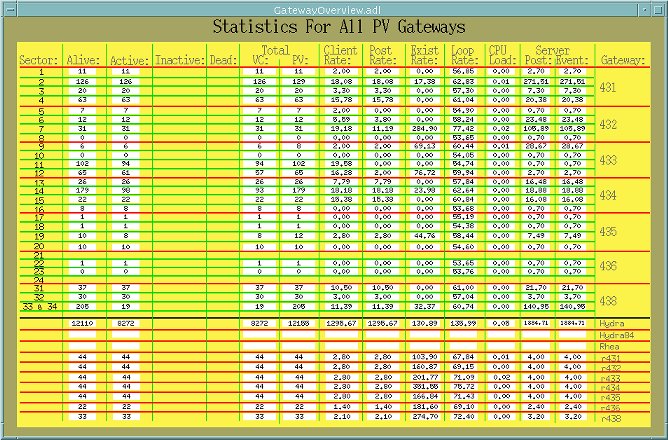 GatewayOverview.adl
Statistics For All PV Gateways
Total Client Post Exist Loop CPU Server
Sector: Alive: Active: Inactive: Dead: VC: PV: Rate: Rate: Rate: Rate: Load: Post: Event: Gateway:
1 11 11 11 11 2.00 2.00 0.00 56.85 0.00 2.70 2.70
2 126 126 126 129 18.08 18.08 17.38 62.83 0.01 271.51 271.51 431
3 20 20 20 20 3.30 3.30 0.00 57.30 0.00 7.30 7.30
4 63 63 63 63 15.78 15.78 0.00 61.04 0.00 20.38 20.38
5 7 7 7 7 2.00 2.00 0.00 54.90 0.00 0.70 0.70
6 12 12 12 12 3.80 0.00 58.24 0.00 23.48 23.48 432
7 31 31 31 31 19.18 11.19 284.90 77.42 0.02 105.89 105.89
8 0 0 0 0 0.00 0.00 0.00 53.65 0.00 0.70 0.70
9 6 6 6 8 2.00 0.00 69.13 60.44 0.01 28.67 28.67
10 0 0 0 0 0.00 0.00 0.00 54.05 0.00 0.70 0.70 433
11 102 94 94 102 19.58 0.00 0.00 54.74 0.00 0.70 0.70
12 65 61 57 65 16.28 2.00 76.72 59.94 0.00 2.70 2.70
13 26 26 26 26 7.79 7.79 0.00 57.84 0.00 16.48 16.48
14 179 98 93 179 18.18 18.18 23.98 62.64 0.00 18.88 18.88 434
15 22 22 22 22 15.38 15.38 0.00 60.84 0.00 16.08 16.08
16 8 8 8 8 0.00 0.00 0.00 53.68 0.00 0.70 0.70
17 1 1 1 1 0.00 0.00 0.00 55.19 0.00 0.70 0.70
18 1 1 1 1 0.00 0.00 0.00 54.38 0.00 0.70 0.70 435
19 10 8 8 12 2.80 2.80 44.76 58.44 0.00 7.49 7.49
20 10 10 10 10 0.00 0.00 0.00 54.60 0.00 0.70 0.70
21
22 1 1 1 1 0.00 0.00 0.00 53.65 0.00 0.70 0.70 436
23 0 0 0 0 0.00 0.00 0.00 53.76 0.00 0.70 0.70
24
31 37 37 37 37 10.50 10.50 0.00 61.00 0.00 21.70 21.70
32 30 30 30 30 3.00 3.00 0.00 57.04 0.00 3.70 3.70 438
33 & 34 205 19 19 205 11.39 11.39 32.37 60.74 0.00 140.95 140.95
12110 8272 8272 12155 1295.67 1295.67 130.89 135.99 0.05 1884.71 1884.71 Hydra
Hydra84
Rhea
44 44 44 44 2.80 2.80 103.90 67.84 0.01 4.00 4.00 r431
44 44 44 44 2.80 2.80 160.87 69.15 0.00 4.00 4.00 r432
44 44 44 44 2.80 2.80 201.77 71.09 0.02 4.00 4.00 r433
44 44 44 44 2.80 2.80 351.55 75.72 0.00 4.00 4.00 r434
44 44 44 44 2.80 2.80 166.84 71.43 0.00 4.00 4.00 r435
22 22 22 22 1.40 1.40 181.60 69.10 0.00 2.40 2.40 r436
33 33 33 33 2.10 2.10 274.70 72.40 0.00 3.20 3.20 r438